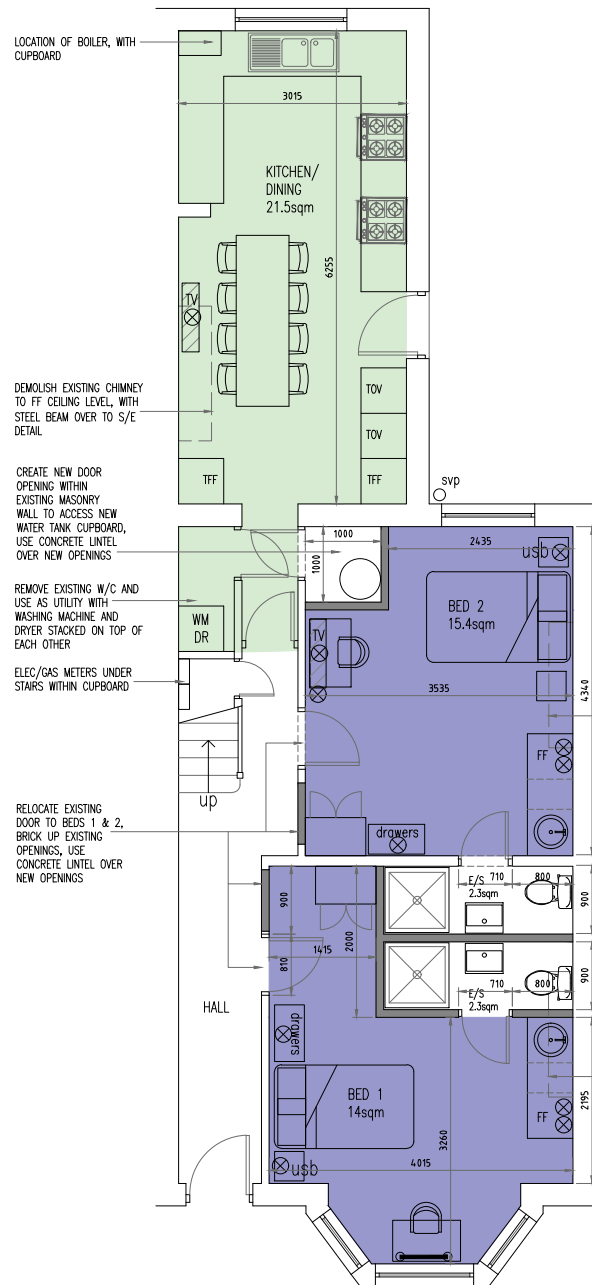 LOCATION OF BOILER, WITH
CUPBOARD
3015
KITCHEN/
DINING
21.5sqm
6255
TV
DEMOLISH EXISTING CHIMNEY
TO FF CEILING LEVEL, WITH
STEEL BEAM OVER TO S/E
DETAIL
TOV
TOV
TFF
TFF
svp
CREATE NEW DOOR
OPENING WITHIN
EXISTING MASONRY
WALL TO ACCESS NEW
WATER TANK CUPBOARD,
USE CONCRETE LINTEL
OVER NEW OPENINGS
1000
1000
2435
usb
BED 2
15.4sqm
REMOVE EXISTING W/C AND
USE AS UTILITY WITH
WASHING MACHINE AND
DRYER STACKED ON TOP OF
EACH OTHER
WM
DR
TV
ELEC/GAS METERS UNDER
STAIRS WITHIN CUPBOARD
3535
4340
up
FF
RELOCATE EXISTING
DOOR TO BEDS 1 & 2,
BRICK UP EXISTING
OPENINGS, USE
CONCRETE LINTEL OVER
NEW OPENINGS
drawers
E/S
2.3sqm
710
800
900
900
2000
1415
810
710
800
900
E/S
2.3sqm
HALL
drawers
BED 1
14sqm
FF
2195
3260
usb
4015